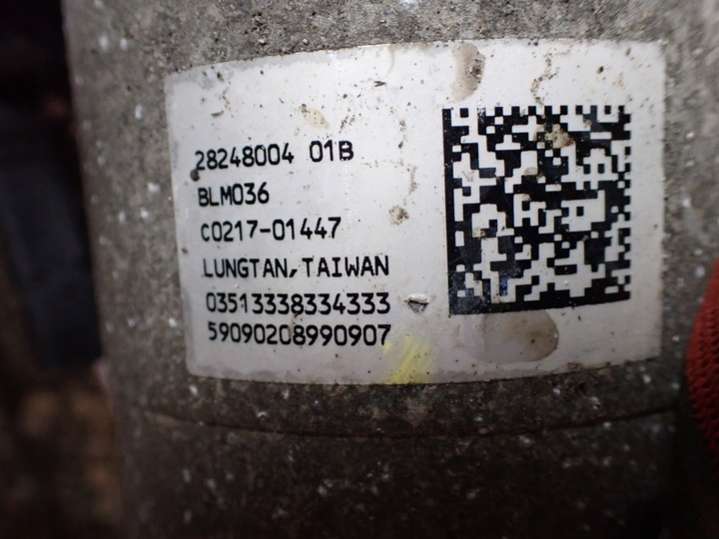 28248004 01B
BLM036
C0217-01447
LUNGTAN, TAIWAN
03513338334333
59090208990907